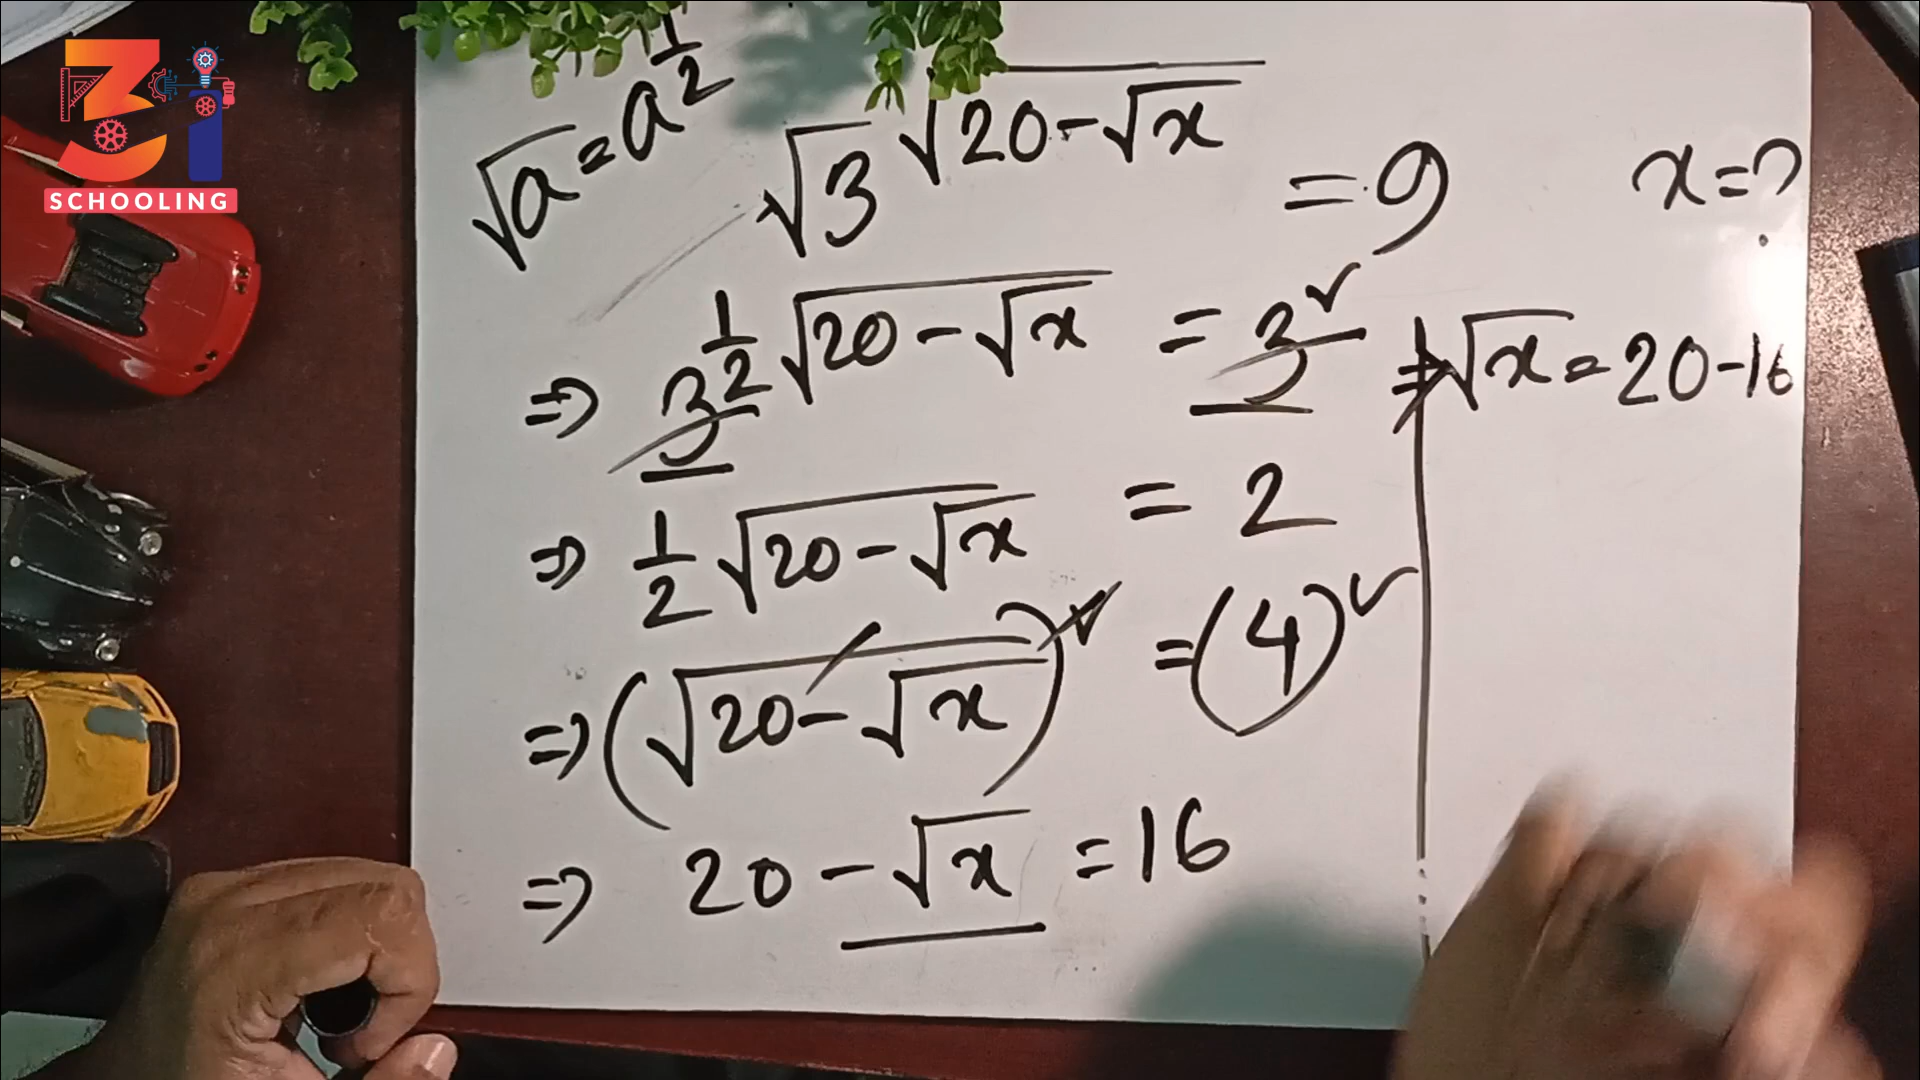 3i
SCHOOLING
√a = a^(1/2)
√3^(√(20-√x)) = 9
x = ?
⇒ 3^(1/2 √(20-√x)) = 3²
⇒ 1/2 √(20-√x) = 2
⇒ (√(20-√x))² = (4)²
⇒ 20 - √x = 16
⇒ √x = 20-16